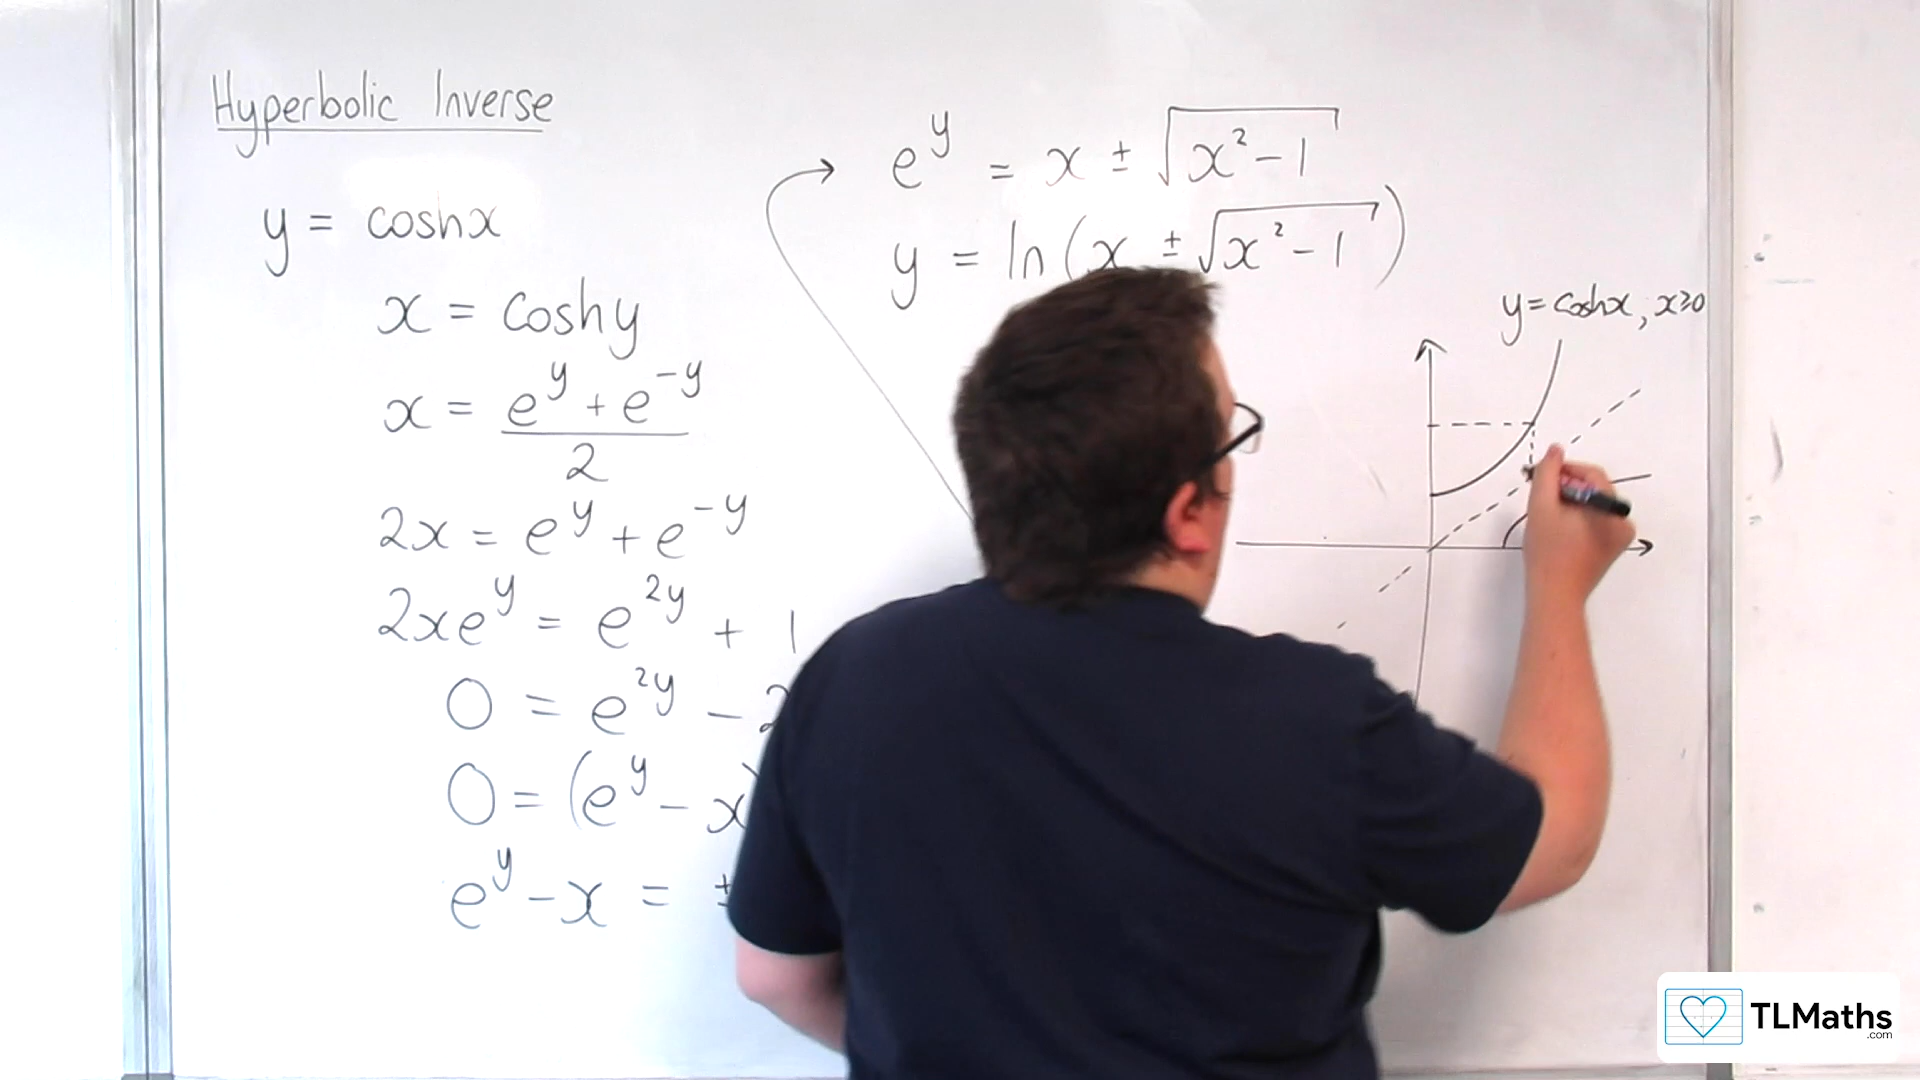 Hyperbolic Inverse
y = coshx
x = coshy
x = e^y + e^-y / 2
2x = e^y + e^-y
2xe^y = e^2y + 1
0 = e^2y - 2
0 = (e^y - x)
e^y - x = ±
e^y = x ± √(x² - 1)
y = ln(x ± √(x² - 1))
y = coshx, x≥0
TLMaths
.com